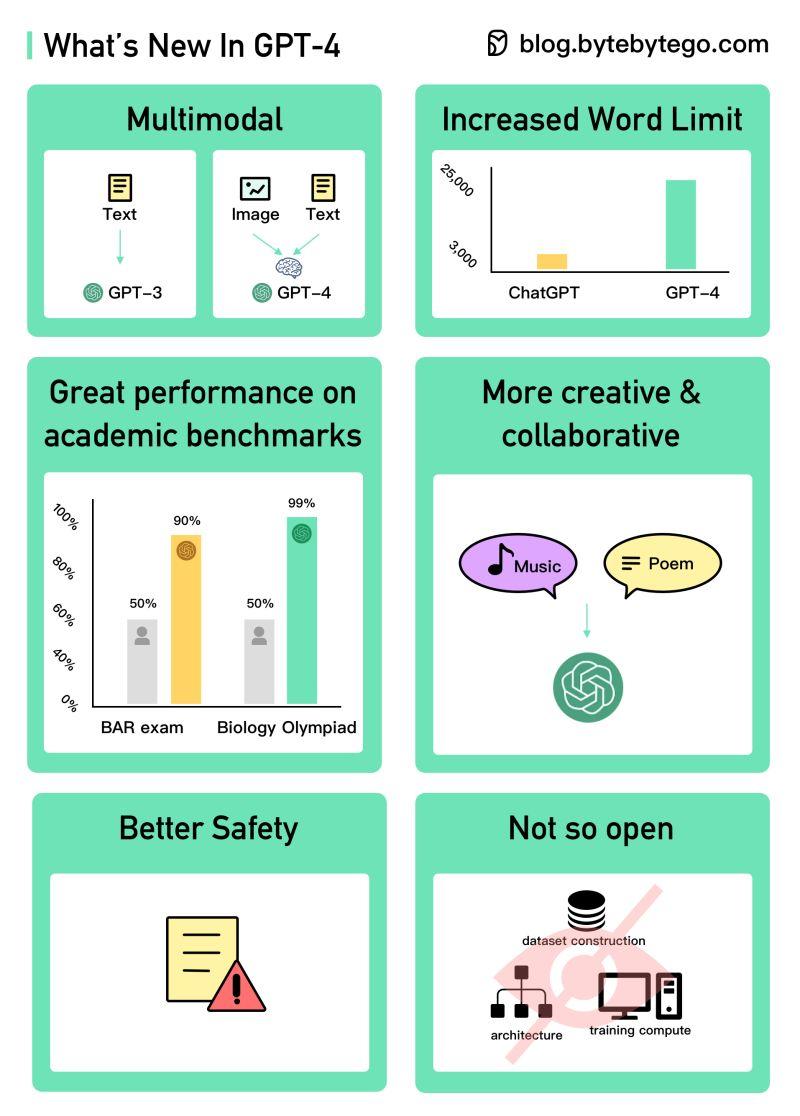 What's New In GPT-4
blog.bytebytego.com
Multimodal
Text
GPT-3
Image Text
GPT-4
Increased Word Limit
25,000
3,000
ChatGPT GPT-4
Great performance on
academic benchmarks
100%
80%
60%
40%
0%
50%
90%
50%
99%
BAR exam Biology Olympiad
More creative &
collaborative
Music
Poem
Better Safety
!
Not so open
dataset construction
architecture
training compute